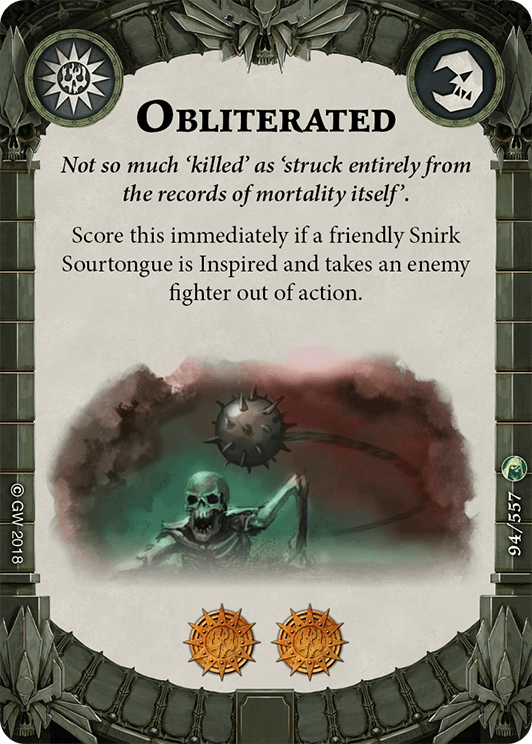 OBLITERATED
Not so much ‘killed’ as ‘struck entirely from
the records of mortality itself’.
Score this immediately if a friendly Snirk
Sourtongue is Inspired and takes an enemy
fighter out of action.
© GW 2018
94/557